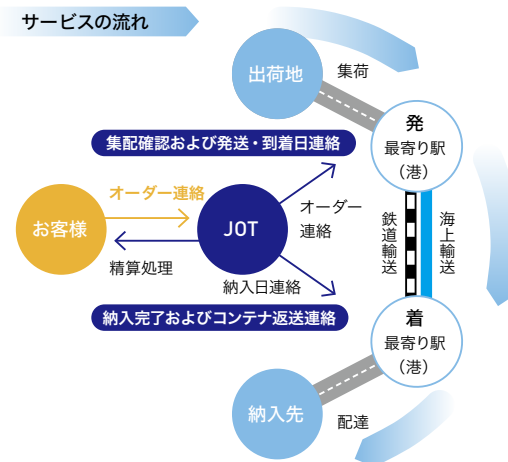 サービスの流れ
出荷地
集荷
発
最寄り駅
（港）
集配確認および発送・到着日連絡
オーダー連絡
お客様
JOT
オーダー
連絡
精算処理
納入日連絡
鉄道輸送
海上輸送
納入完了およびコンテナ返送連絡
着
最寄り駅
（港）
納入先
配達